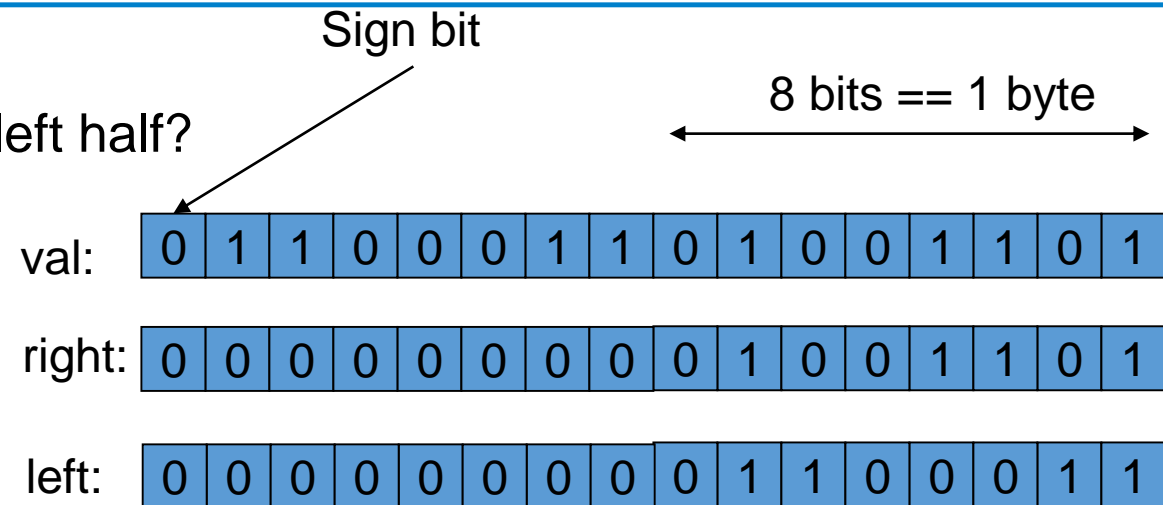 Sign bit
8 bits == 1 byte
left half?
val: 0 1 1 0 0 0 1 1 0 1 0 0 1 1 0 1
right: 0 0 0 0 0 0 0 0 0 1 0 0 1 1 0 1
left: 0 0 0 0 0 0 0 0 0 1 1 0 0 0 1 1